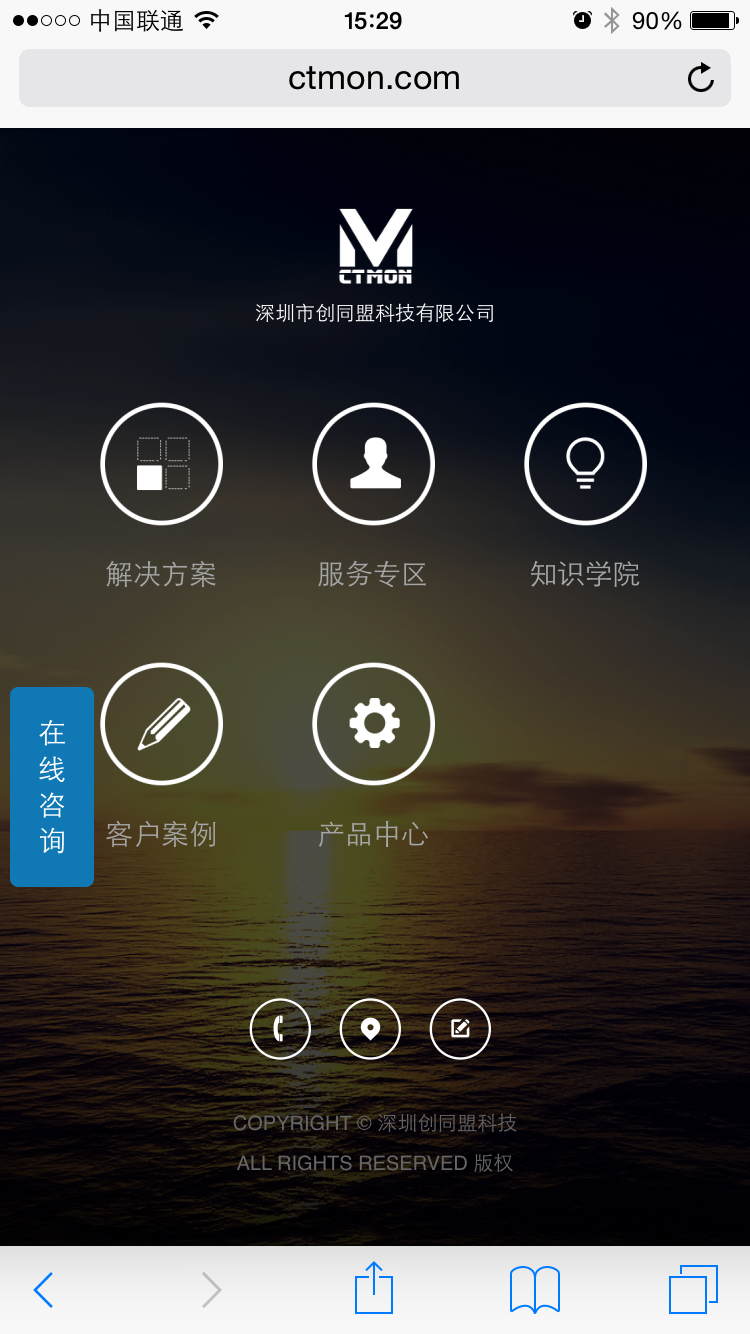 中国联通
15:29
90%
ctmon.com
CTMON
深圳市创同盟科技有限公司
解决方案
服务专区
知识学院
在线咨询
客户案例
产品中心
COPYRIGHT © 深圳创同盟科技
ALL RIGHTS RESERVED 版权